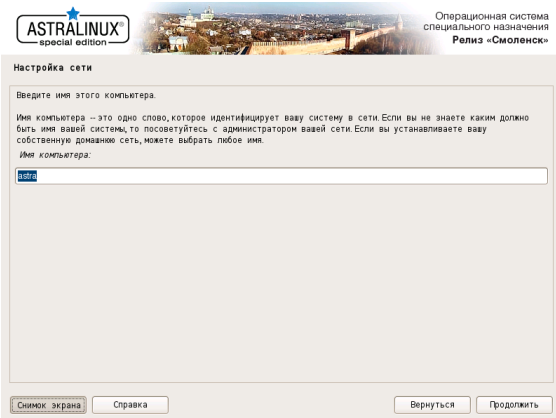 ASTRALINUX®
special edition
Операционная система
специального назначения
Релиз «Смоленск»
Настройка сети
Введите имя этого компьютера.
Имя компьютера -- это одно слово, которое идентифицирует вашу систему в сети. Если вы не знаете каким должно
быть имя вашей системы, то посоветуйтесь с администратором вашей сети. Если вы устанавливаете вашу
собственную домашнюю сеть, можете выбрать любое имя.
Имя компьютера:
astra
Снимок экрана
Справка
Вернуться
Продолжить